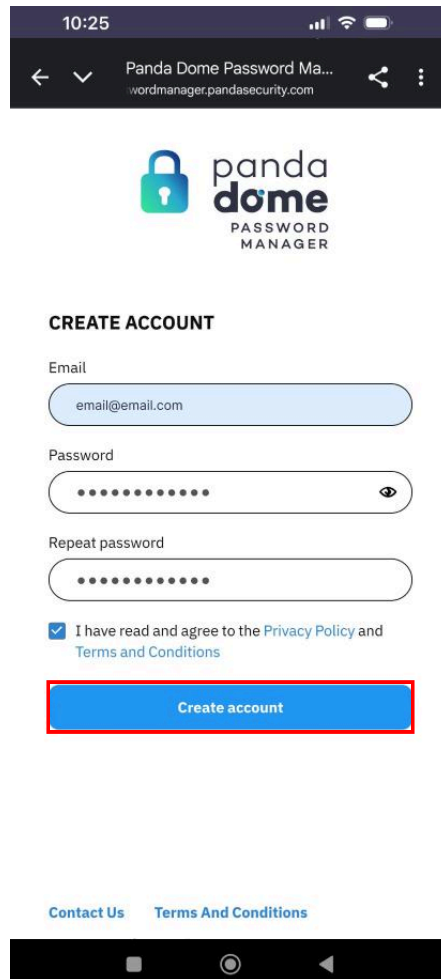 10:25
Panda Dome Password Ma...
wordmanager.pandasecurity.com
panda
dome
PASSWORD
MANAGER
CREATE ACCOUNT
Email
email@email.com
Password
●●●●●●●●●●●●
Repeat password
●●●●●●●●●●●●
I have read and agree to the Privacy Policy and
Terms and Conditions
Create account
Contact Us Terms And Conditions